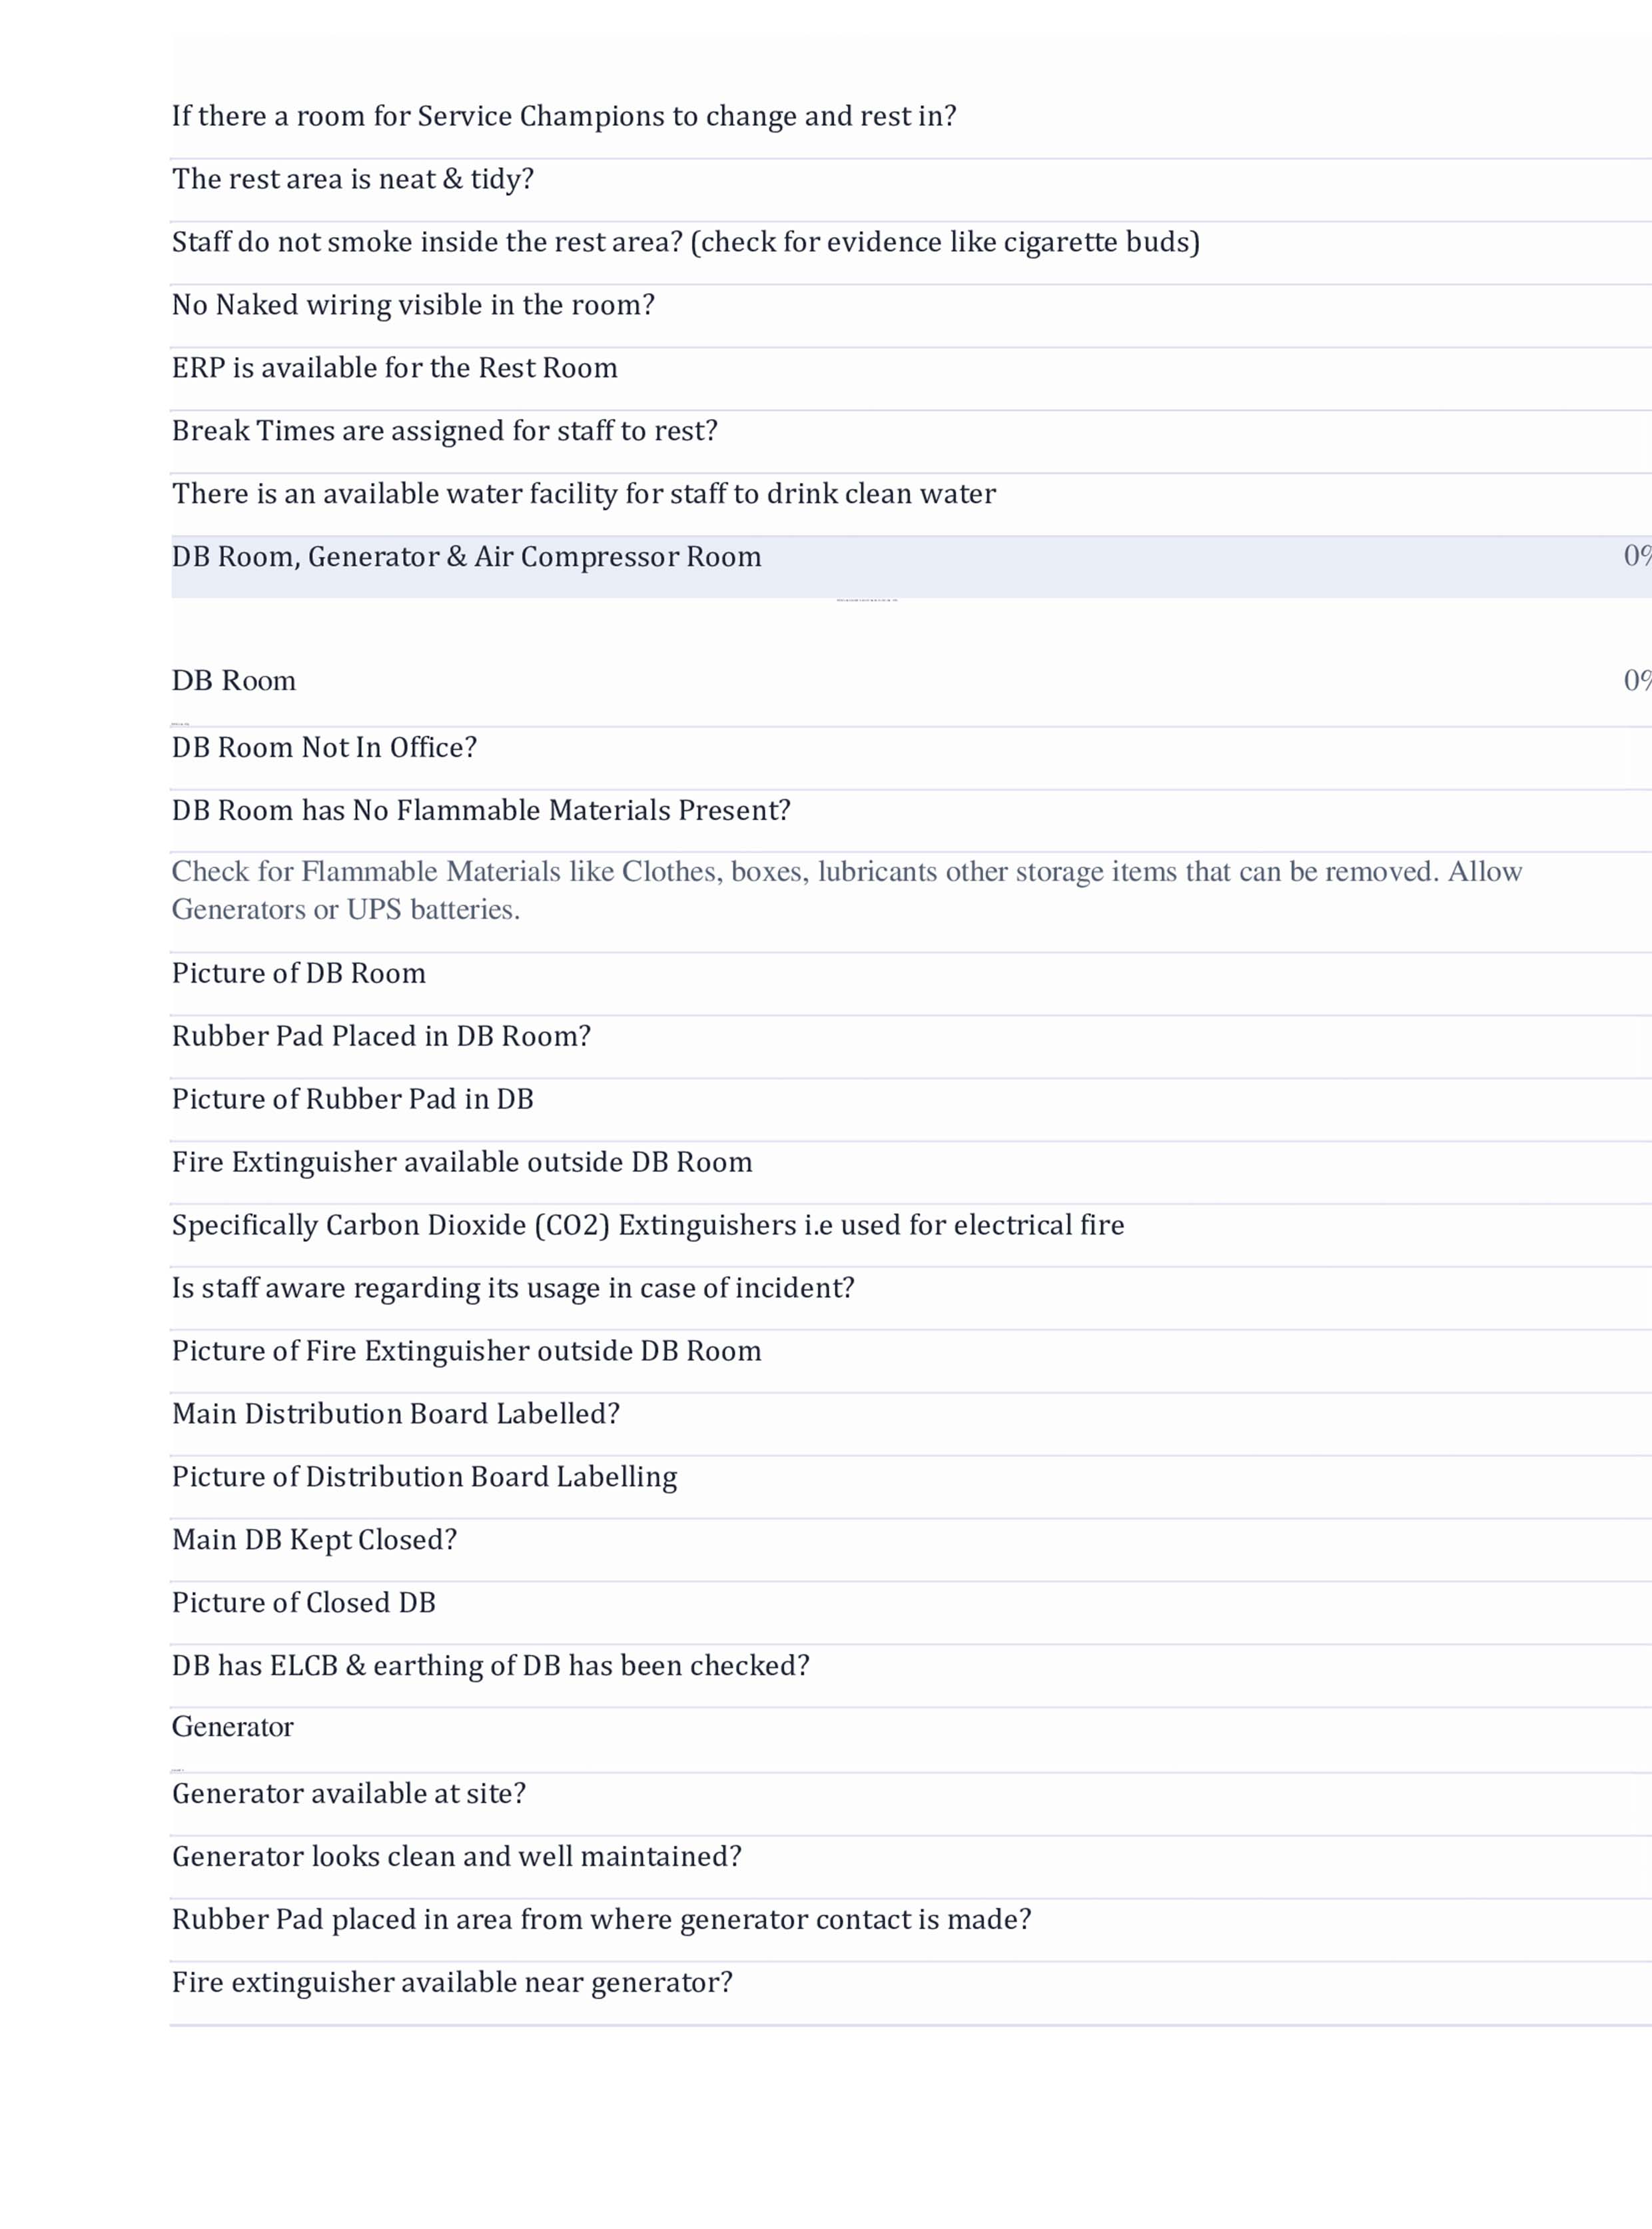 If there a room for Service Champions to change and rest in?
The rest area is neat & tidy?
Staff do not smoke inside the rest area? (check for evidence like cigarette buds)
No Naked wiring visible in the room?
ERP is available for the Rest Room
Break Times are assigned for staff to rest?
There is an available water facility for staff to drink clean water
DB Room, Generator & Air Compressor Room 0%
DB Room 0%
DB Room Not In Office?
DB Room has No Flammable Materials Present?
Check for Flammable Materials like Clothes, boxes, lubricants other storage items that can be removed. Allow
Generators or UPS batteries.
Picture of DB Room
Rubber Pad Placed in DB Room?
Picture of Rubber Pad in DB
Fire Extinguisher available outside DB Room
Specifically Carbon Dioxide (CO2) Extinguishers i.e used for electrical fire
Is staff aware regarding its usage in case of incident?
Picture of Fire Extinguisher outside DB Room
Main Distribution Board Labelled?
Picture of Distribution Board Labelling
Main DB Kept Closed?
Picture of Closed DB
DB has ELCB & earthing of DB has been checked?
Generator
Generator available at site?
Generator looks clean and well maintained?
Rubber Pad placed in area from where generator contact is made?
Fire extinguisher available near generator?